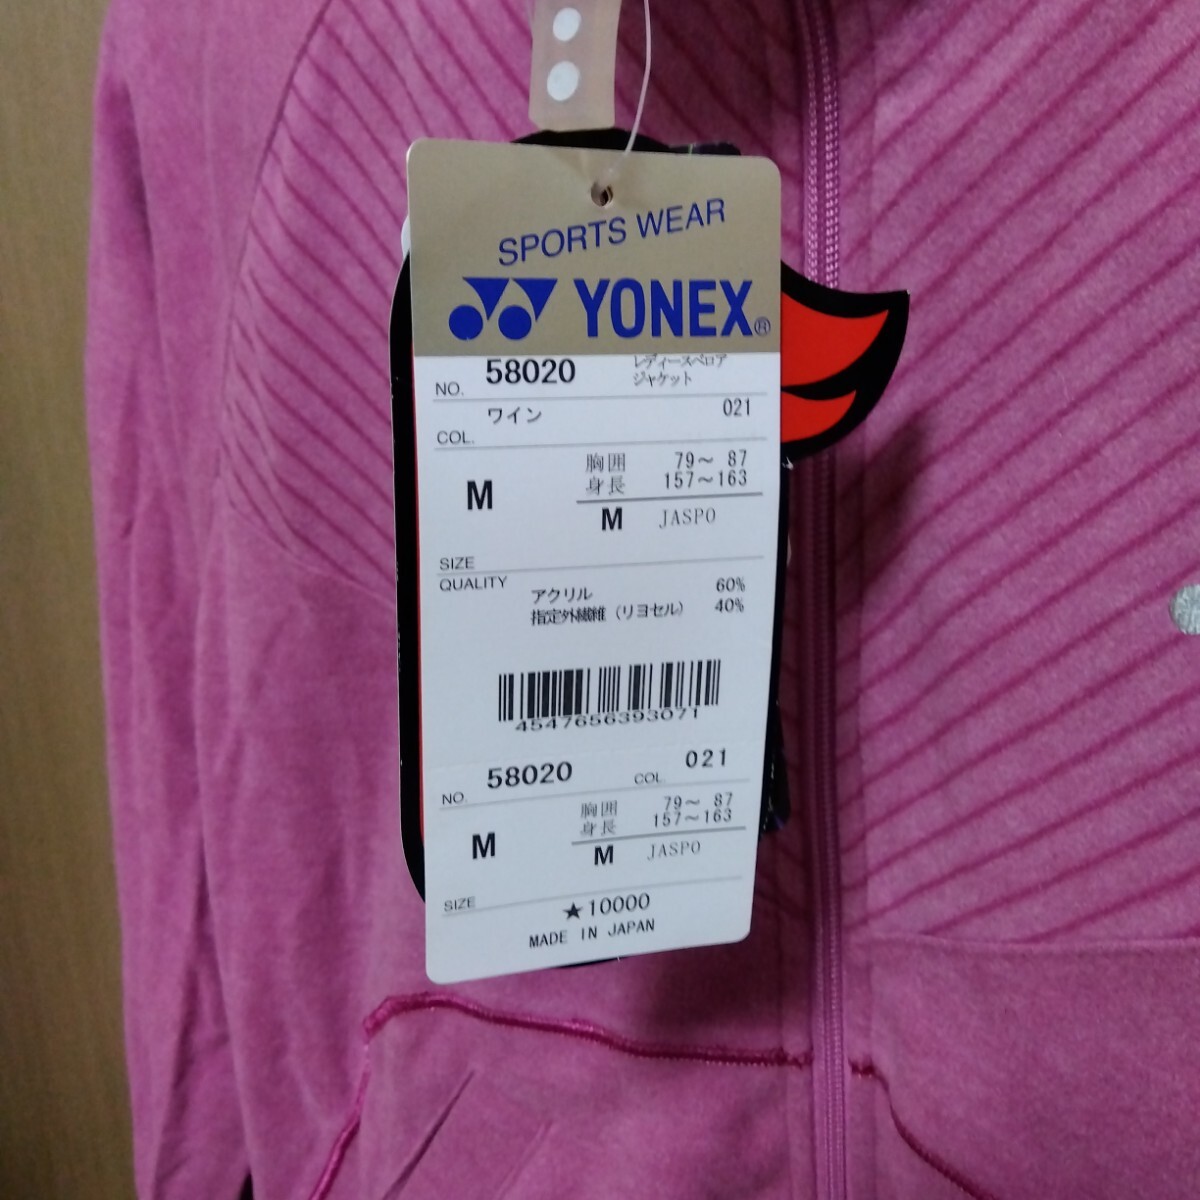 SPORTS WEAR
YONEX®
NO. 58020 レディースベロア
ジャケット
ワイン 021
COL.
胸囲 79〜 87
M 身長 157〜163
M JASPO
SIZE
QUALITY
アクリル 60%
指定外繊維（リヨセル） 40%
4547656393071
NO. 58020 COL. 021
胸囲 79〜 87
M 身長 157〜163
M JASPO
SIZE
★10000
MADE IN JAPAN